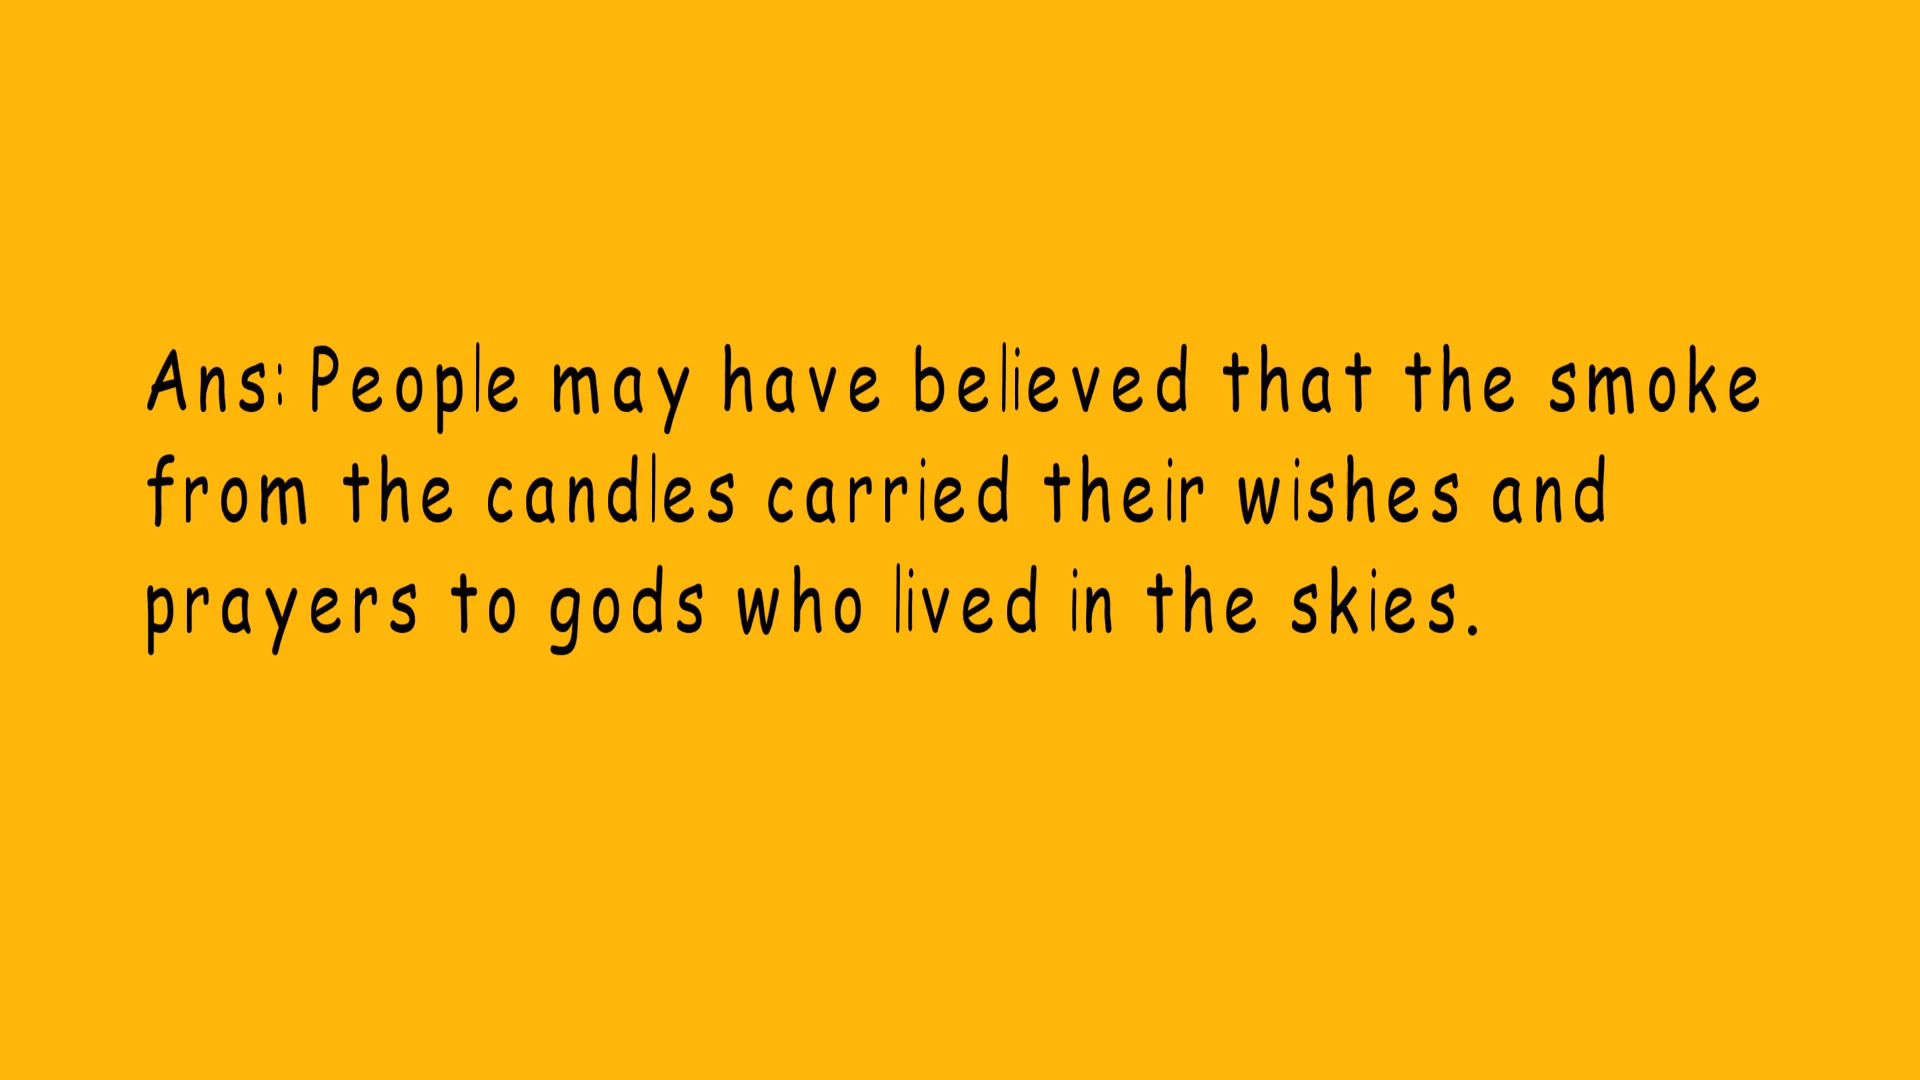 Ans: People may have believed that the smoke
from the candles carried their wishes and
prayers to gods who lived in the skies.